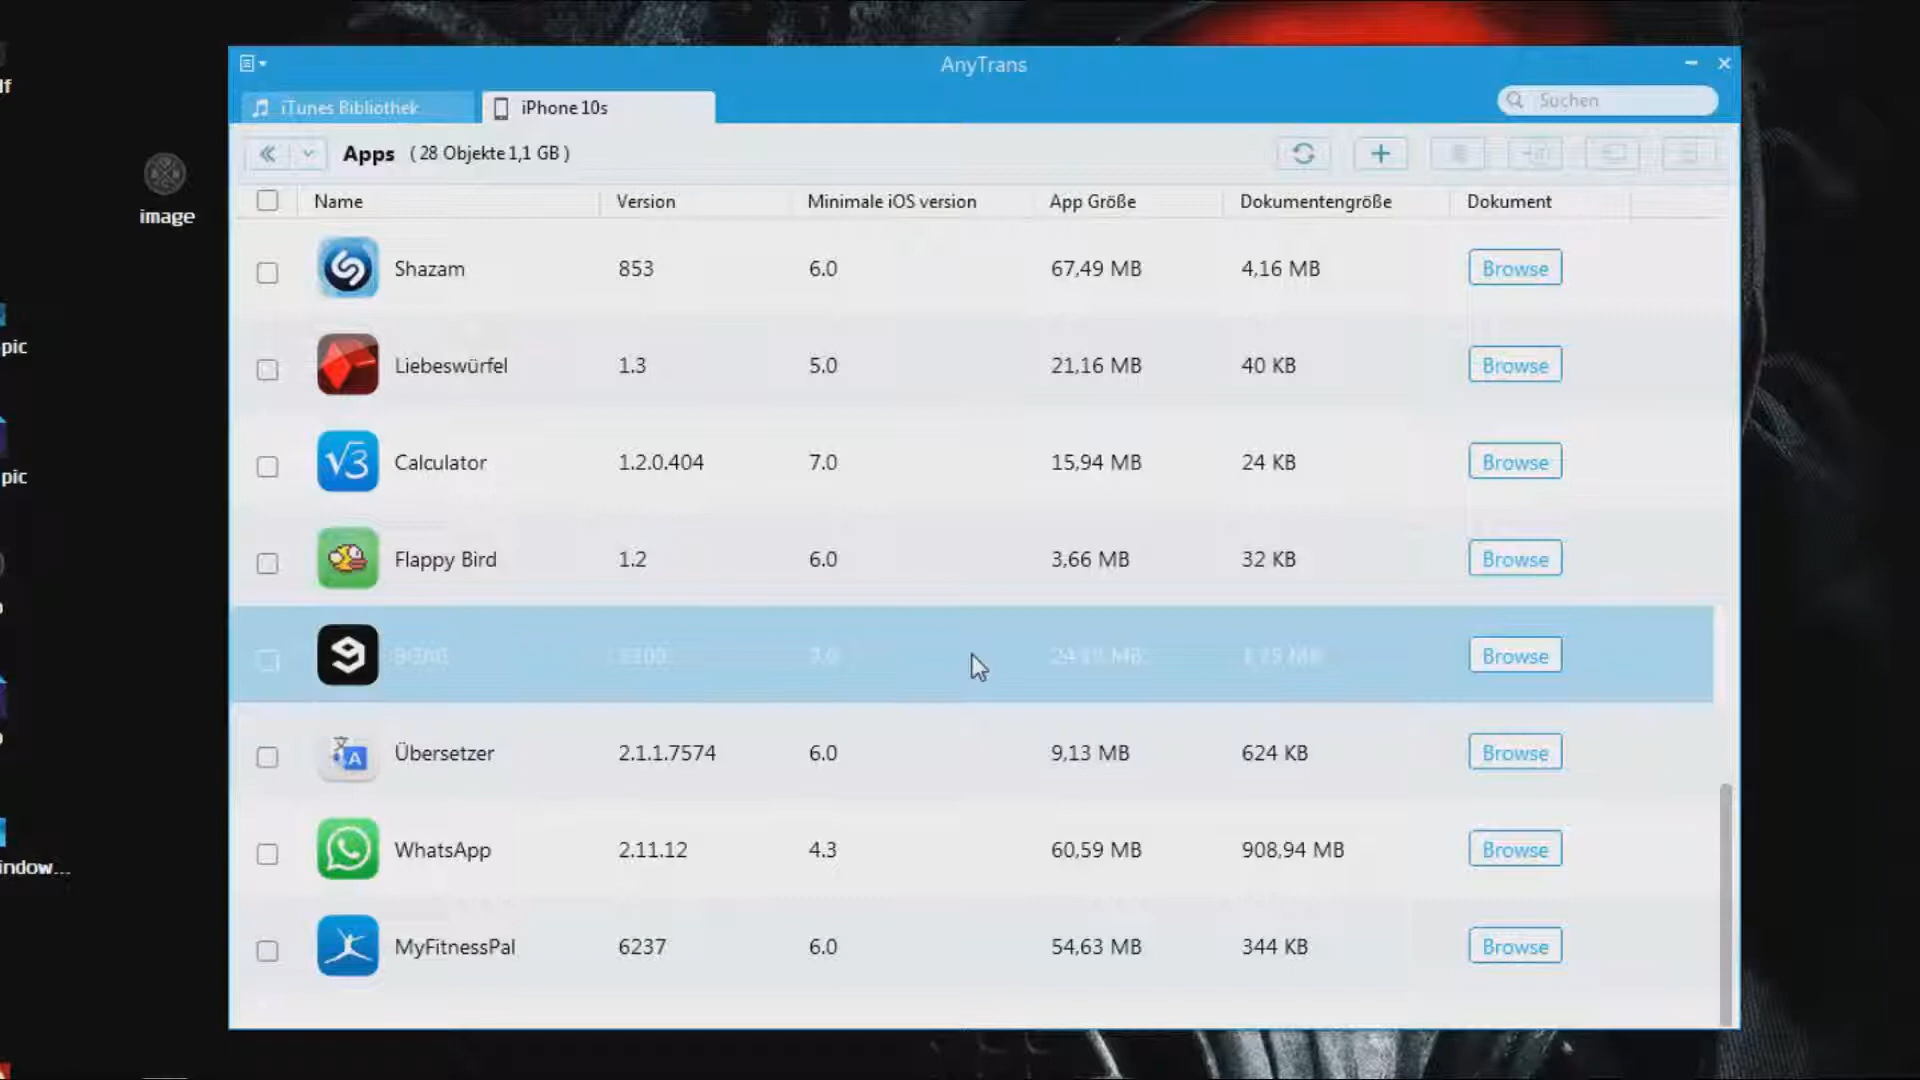 AnyTrans
iTunes Bibliothek
iPhone 10s
Suchen
Apps ( 28 Objekte 1,1 GB )
Name Version Minimale iOS version App Größe Dokumentengröße Dokument
Shazam 853 6.0 67,49 MB 4,16 MB Browse
Liebeswürfel 1.3 5.0 21,16 MB 40 KB Browse
Calculator 1.2.0.404 7.0 15,94 MB 24 KB Browse
Flappy Bird 1.2 6.0 3,66 MB 32 KB Browse
7.0 MB MB Browse
Übersetzer 2.1.1.7574 6.0 9,13 MB 624 KB Browse
WhatsApp 2.11.12 4.3 60,59 MB 908,94 MB Browse
MyFitnessPal 6237 6.0 54,63 MB 344 KB Browse
image
pic
pic
indow...